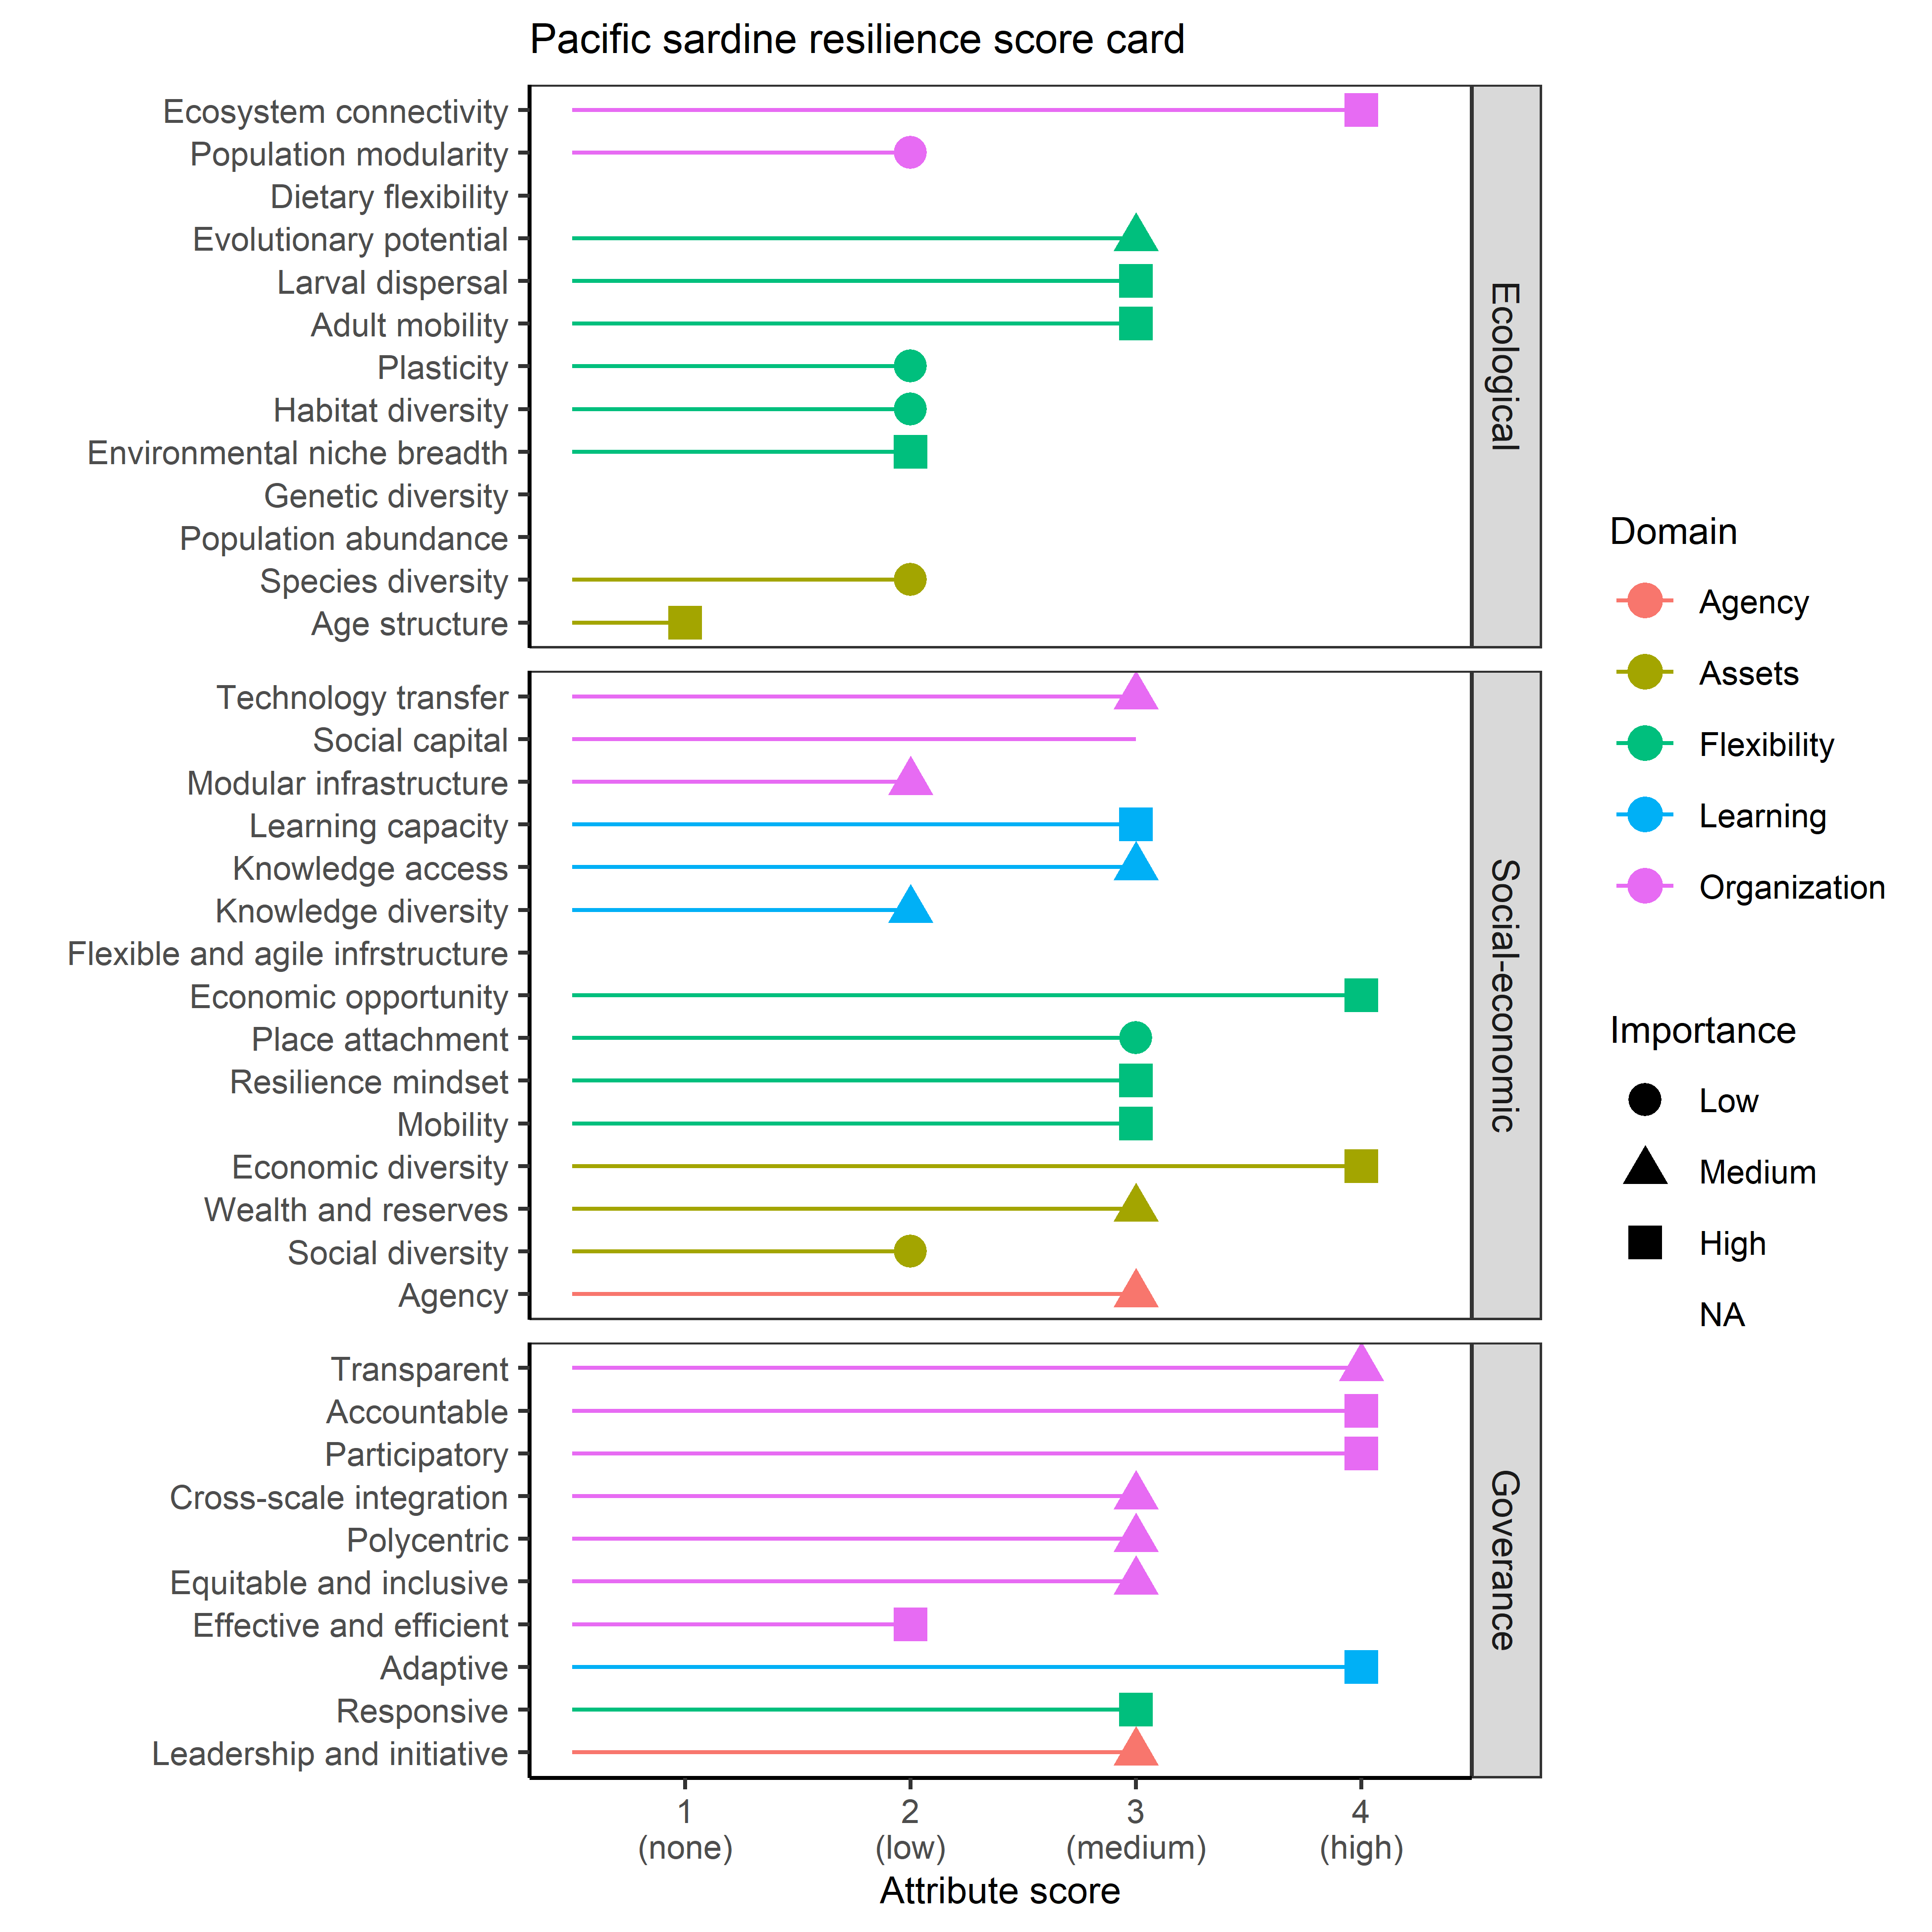 Pacific sardine resilience score card
Ecosystem connectivity
Population modularity
Dietary flexibility
Evolutionary potential
Larval dispersal
Adult mobility
Plasticity
Habitat diversity
Environmental niche breadth
Genetic diversity
Population abundance
Species diversity
Age structure
Ecological
Technology transfer
Social capital
Modular infrastructure
Learning capacity
Knowledge access
Knowledge diversity
Flexible and agile infrstructure
Economic opportunity
Place attachment
Resilience mindset
Mobility
Economic diversity
Wealth and reserves
Social diversity
Agency
Social-economic
Transparent
Accountable
Participatory
Cross-scale integration
Polycentric
Equitable and inclusive
Effective and efficient
Adaptive
Responsive
Leadership and initiative
Goverance
1 2 3 4
(none) (low) (medium) (high)
Attribute score
Domain
Agency
Assets
Flexibility
Learning
Organization
Importance
Low
Medium
High
NA